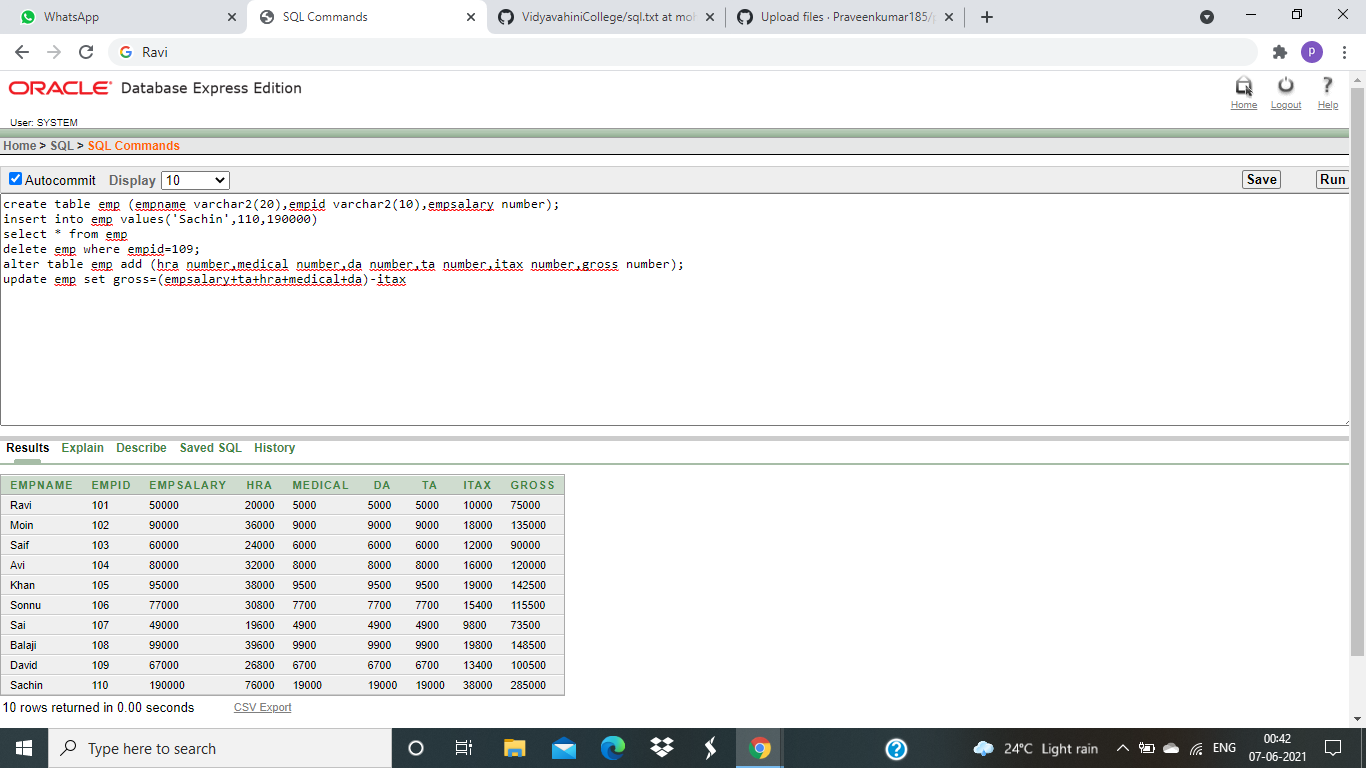 WhatsApp
SQL Commands
VidyavahiniCollege/sql.txt at moh
Upload files · Praveenkumar185/p
Ravi
p
ORACLE Database Express Edition
Home
Logout
Help
User: SYSTEM
Home > SQL > SQL Commands
Autocommit Display 10
Save
Run
create table emp (empname varchar2(20),empid varchar2(10),empsalary number);
insert into emp values('Sachin',110,190000)
select * from emp
delete emp where empid=109;
alter table emp add (hra number,medical number,da number,ta number,itax number,gross number);
update emp set gross=(empsalary+ta+hra+medical+da)-itax
Results Explain Describe Saved SQL History
EMPNAME EMPID EMPSALARY HRA MEDICAL DA TA ITAX GROSS
Ravi 101 50000 20000 5000 5000 5000 10000 75000
Moin 102 90000 36000 9000 9000 9000 18000 135000
Saif 103 60000 24000 6000 6000 6000 12000 90000
Avi 104 80000 32000 8000 8000 8000 16000 120000
Khan 105 95000 38000 9500 9500 9500 19000 142500
Sonnu 106 77000 30800 7700 7700 7700 15400 115500
Sai 107 49000 19600 4900 4900 4900 9800 73500
Balaji 108 99000 39600 9900 9900 9900 19800 148500
David 109 67000 26800 6700 6700 6700 13400 100500
Sachin 110 190000 76000 19000 19000 19000 38000 285000
10 rows returned in 0.00 seconds CSV Export
Type here to search
24°C Light rain
ENG
00:42
07-06-2021